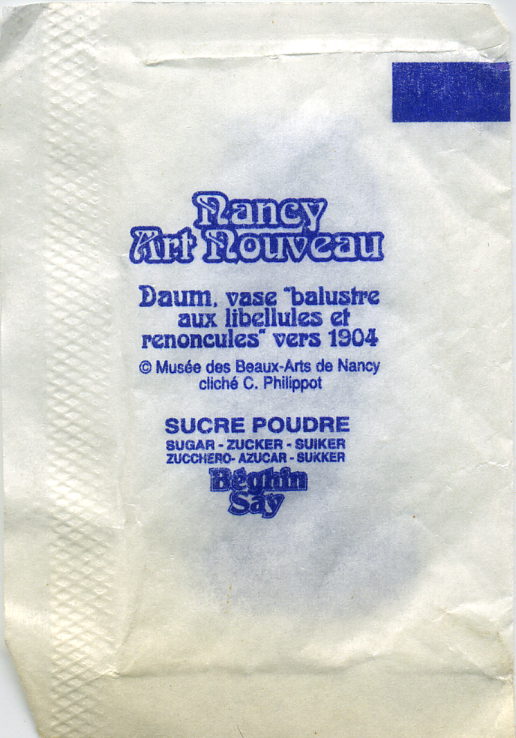 Nancy
Art Nouveau
Daum, vase "balustre
aux libellules et
renoncules" vers 1904
© Musée des Beaux-Arts de Nancy
cliché C. Philippot
SUCRE POUDRE
SUGAR - ZUCKER - SUIKER
ZUCCHERO - AZUCAR - SUKKER
Béghin
Say